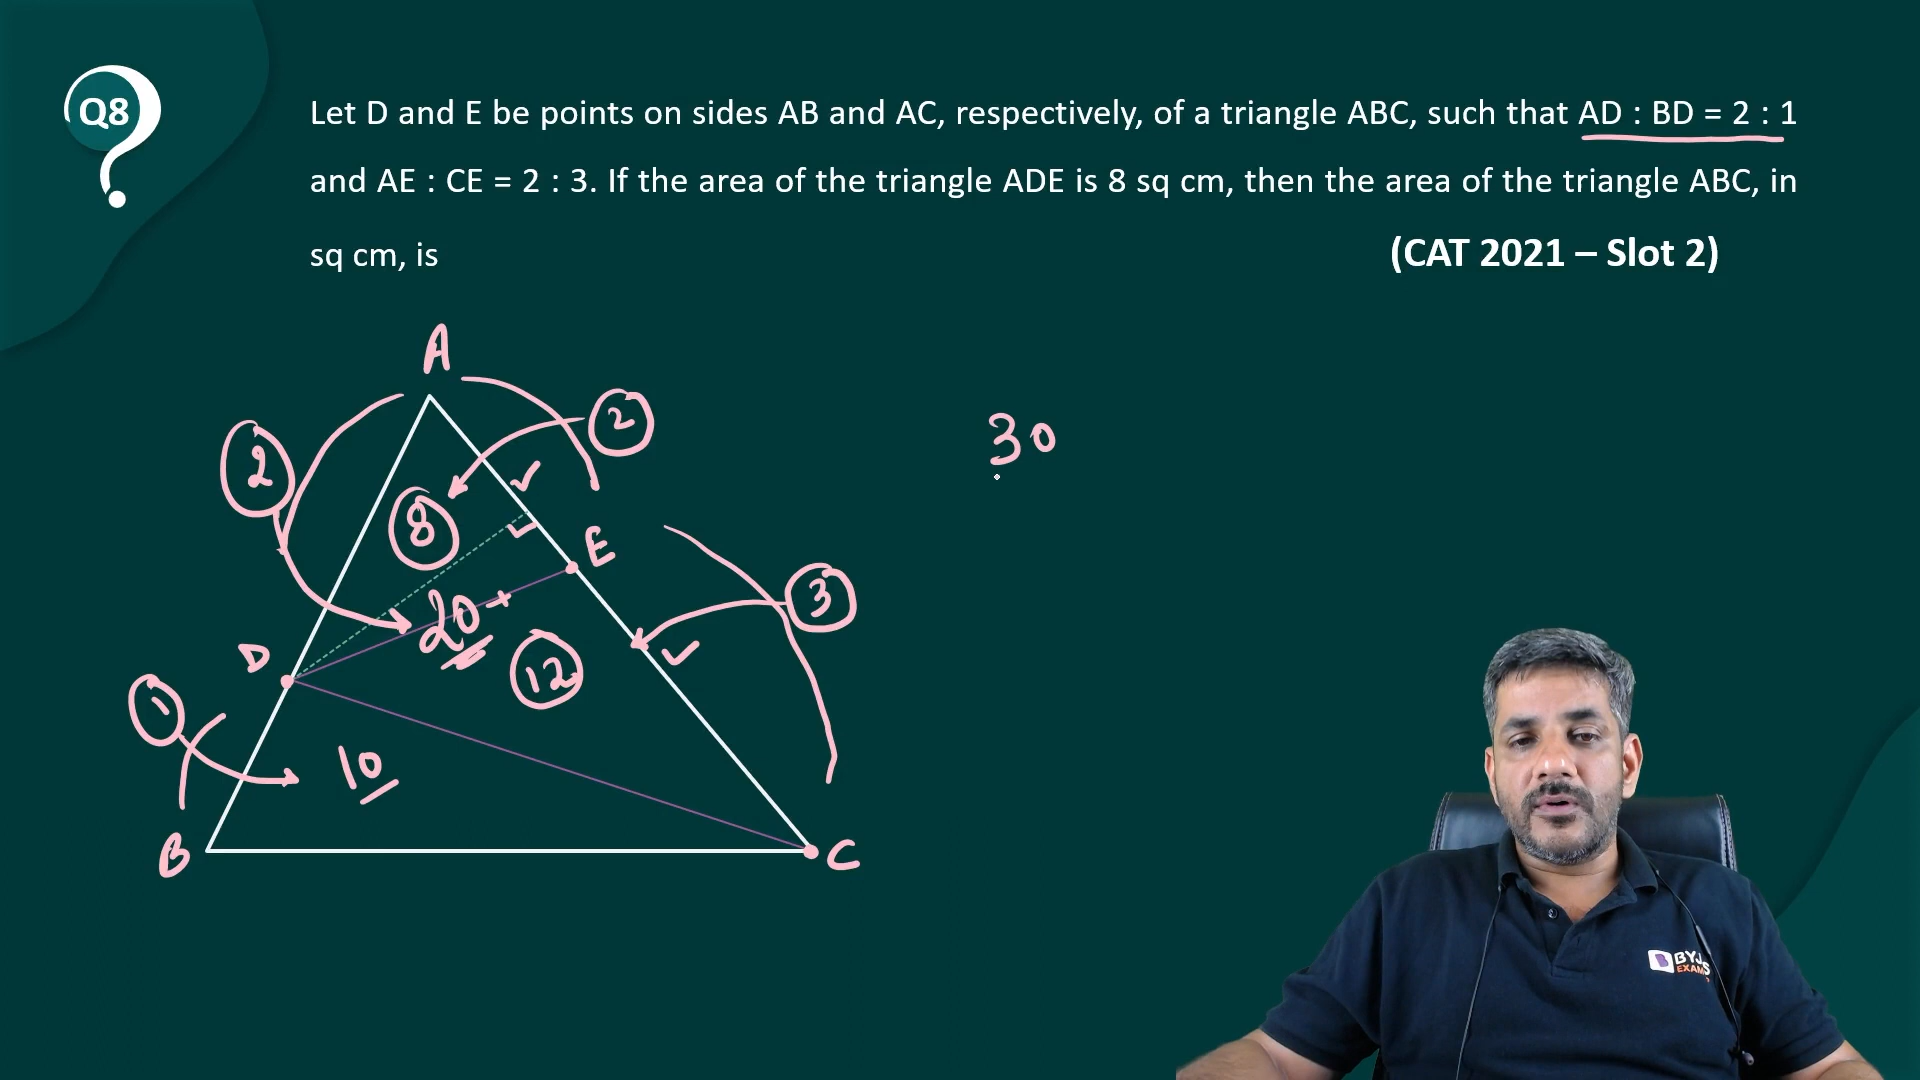 Q8
Let D and E be points on sides AB and AC, respectively, of a triangle ABC, such that AD : BD = 2 : 1
and AE : CE = 2 : 3. If the area of the triangle ADE is 8 sq cm, then the area of the triangle ABC, in
sq cm, is
(CAT 2021 – Slot 2)
A
2
2
30
8
E
20 +
3
D
12
1
10
B
C
BYJU'S
EXAM